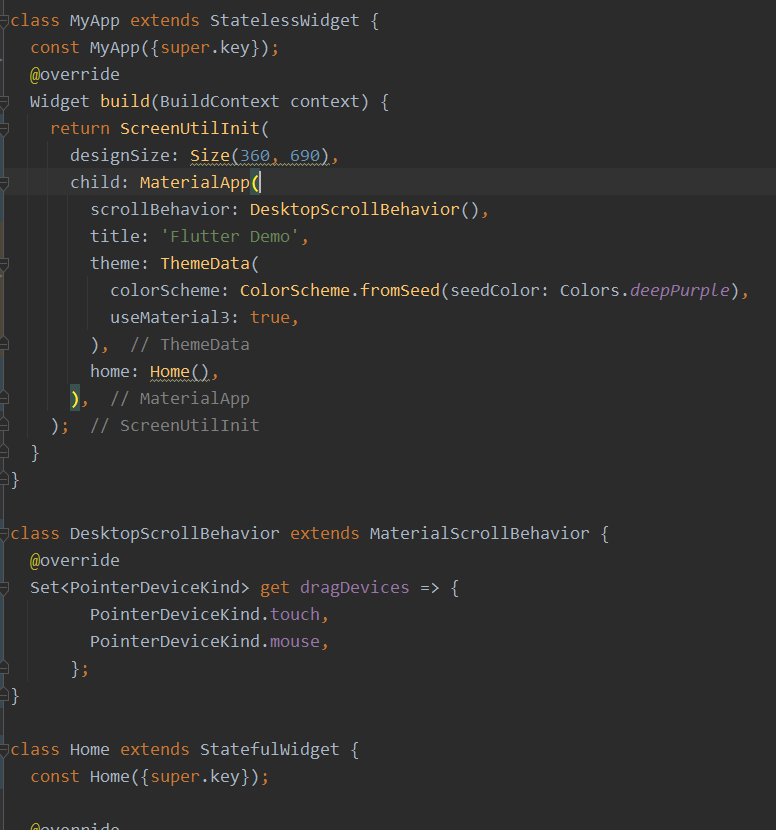 class MyApp extends StatelessWidget {
  const MyApp({super.key});
  @override
  Widget build(BuildContext context) {
    return ScreenUtilInit(
      designSize: Size(360, 690),
      child: MaterialApp(
        scrollBehavior: DesktopScrollBehavior(),
        title: 'Flutter Demo',
        theme: ThemeData(
          colorScheme: ColorScheme.fromSeed(seedColor: Colors.deepPurple),
          useMaterial3: true,
        ),  // ThemeData
        home: Home(),
      ),  // MaterialApp
    );  // ScreenUtilInit
  }
}

class DesktopScrollBehavior extends MaterialScrollBehavior {
  @override
  Set<PointerDeviceKind> get dragDevices => {
        PointerDeviceKind.touch,
        PointerDeviceKind.mouse,
      };
}

class Home extends StatefulWidget {
  const Home({super.key});

  @override